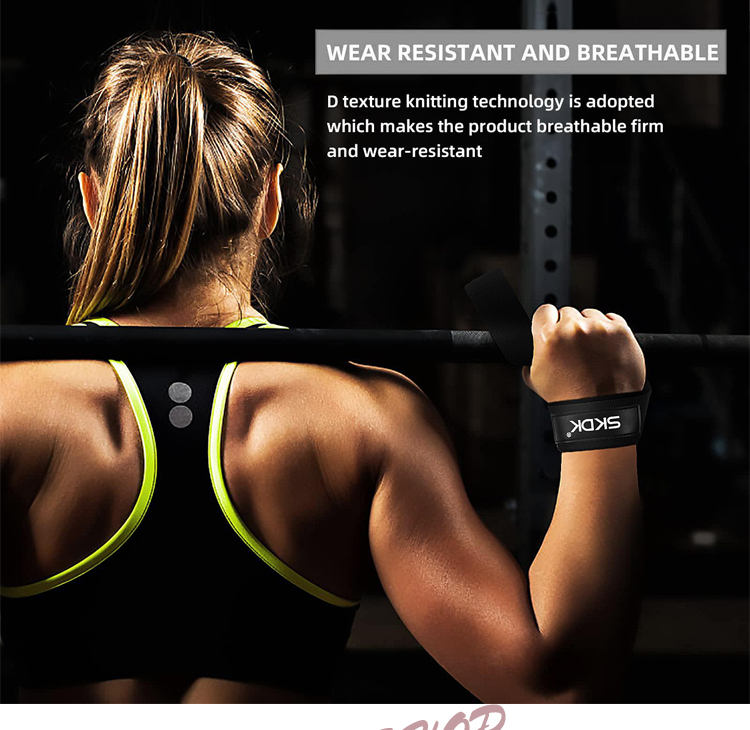 WEAR RESISTANT AND BREATHABLE
D texture knitting technology is adopted
which makes the product breathable firm
and wear-resistant
SKDK®